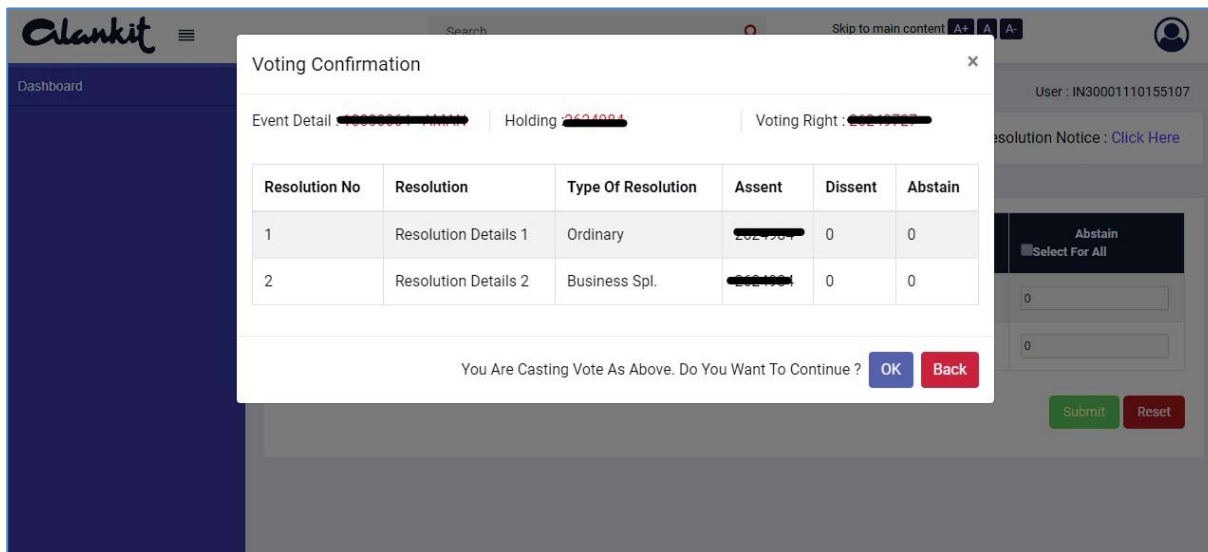 alankit
Search
Skip to main content A+ A A-
Dashboard
User : IN30001110155107
Resolution Notice : Click Here
Voting Confirmation ×
Event Detail : Holding : Voting Right :
Resolution No Resolution Type Of Resolution Assent Dissent Abstain
1 Resolution Details 1 Ordinary 0 0
2 Resolution Details 2 Business Spl. 0 0
You Are Casting Vote As Above. Do You Want To Continue ? OK Back
Abstain
Select For All
0
0
Submit Reset